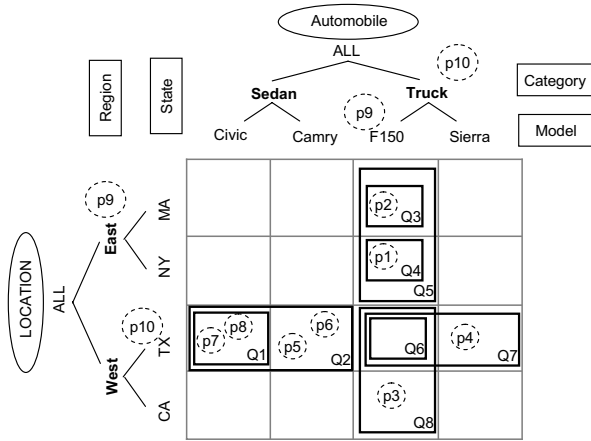 Automobile
ALL
p10
Region
State
Sedan
Truck
Category
p9
Civic
Camry
F150
Sierra
Model
p9
MA
p2
Q3
East
NY
p1
Q4
Q5
LOCATION
ALL
p10
TX
p7
p8
Q1
p5
p6
Q2
Q6
p4
Q7
West
CA
p3
Q8